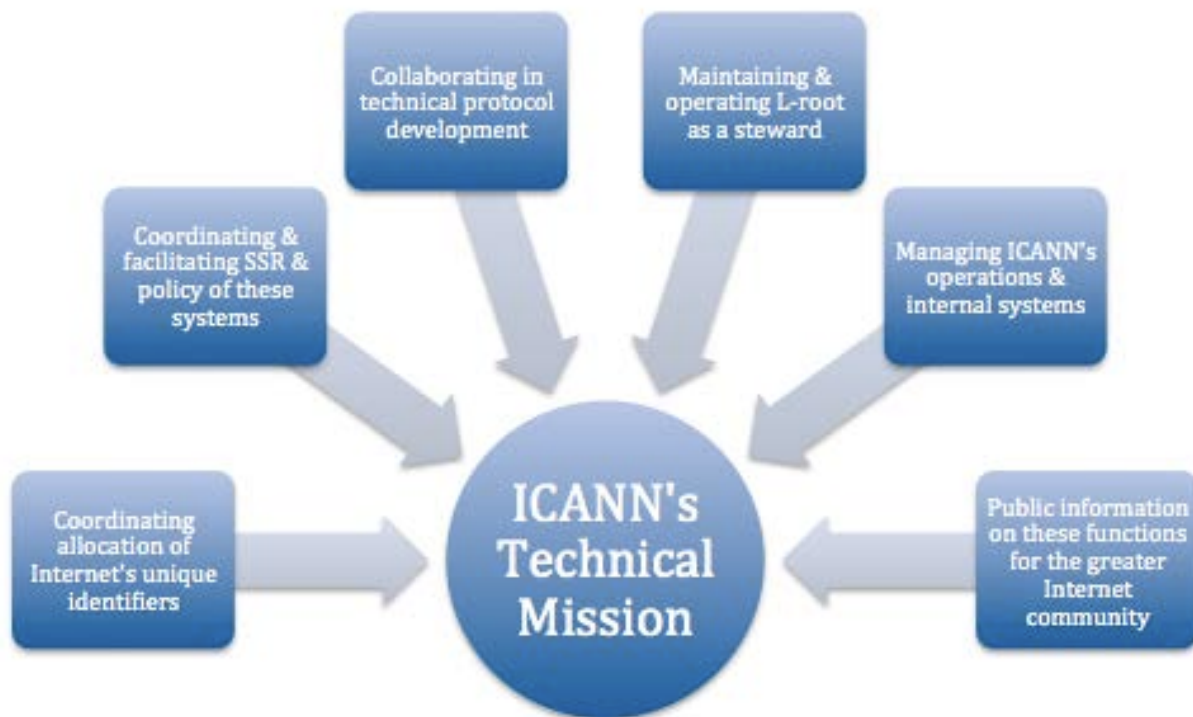 Collaborating in
technical protocol
development
Maintaining &
operating L-root
as a steward
Coordinating &
facilitating SSR &
policy of these
systems
Managing ICANN's
operations &
internal systems
Coordinating
allocation of
Internet's unique
identifiers
ICANN's
Technical
Mission
Public information
on these functions
for the greater
Internet
community